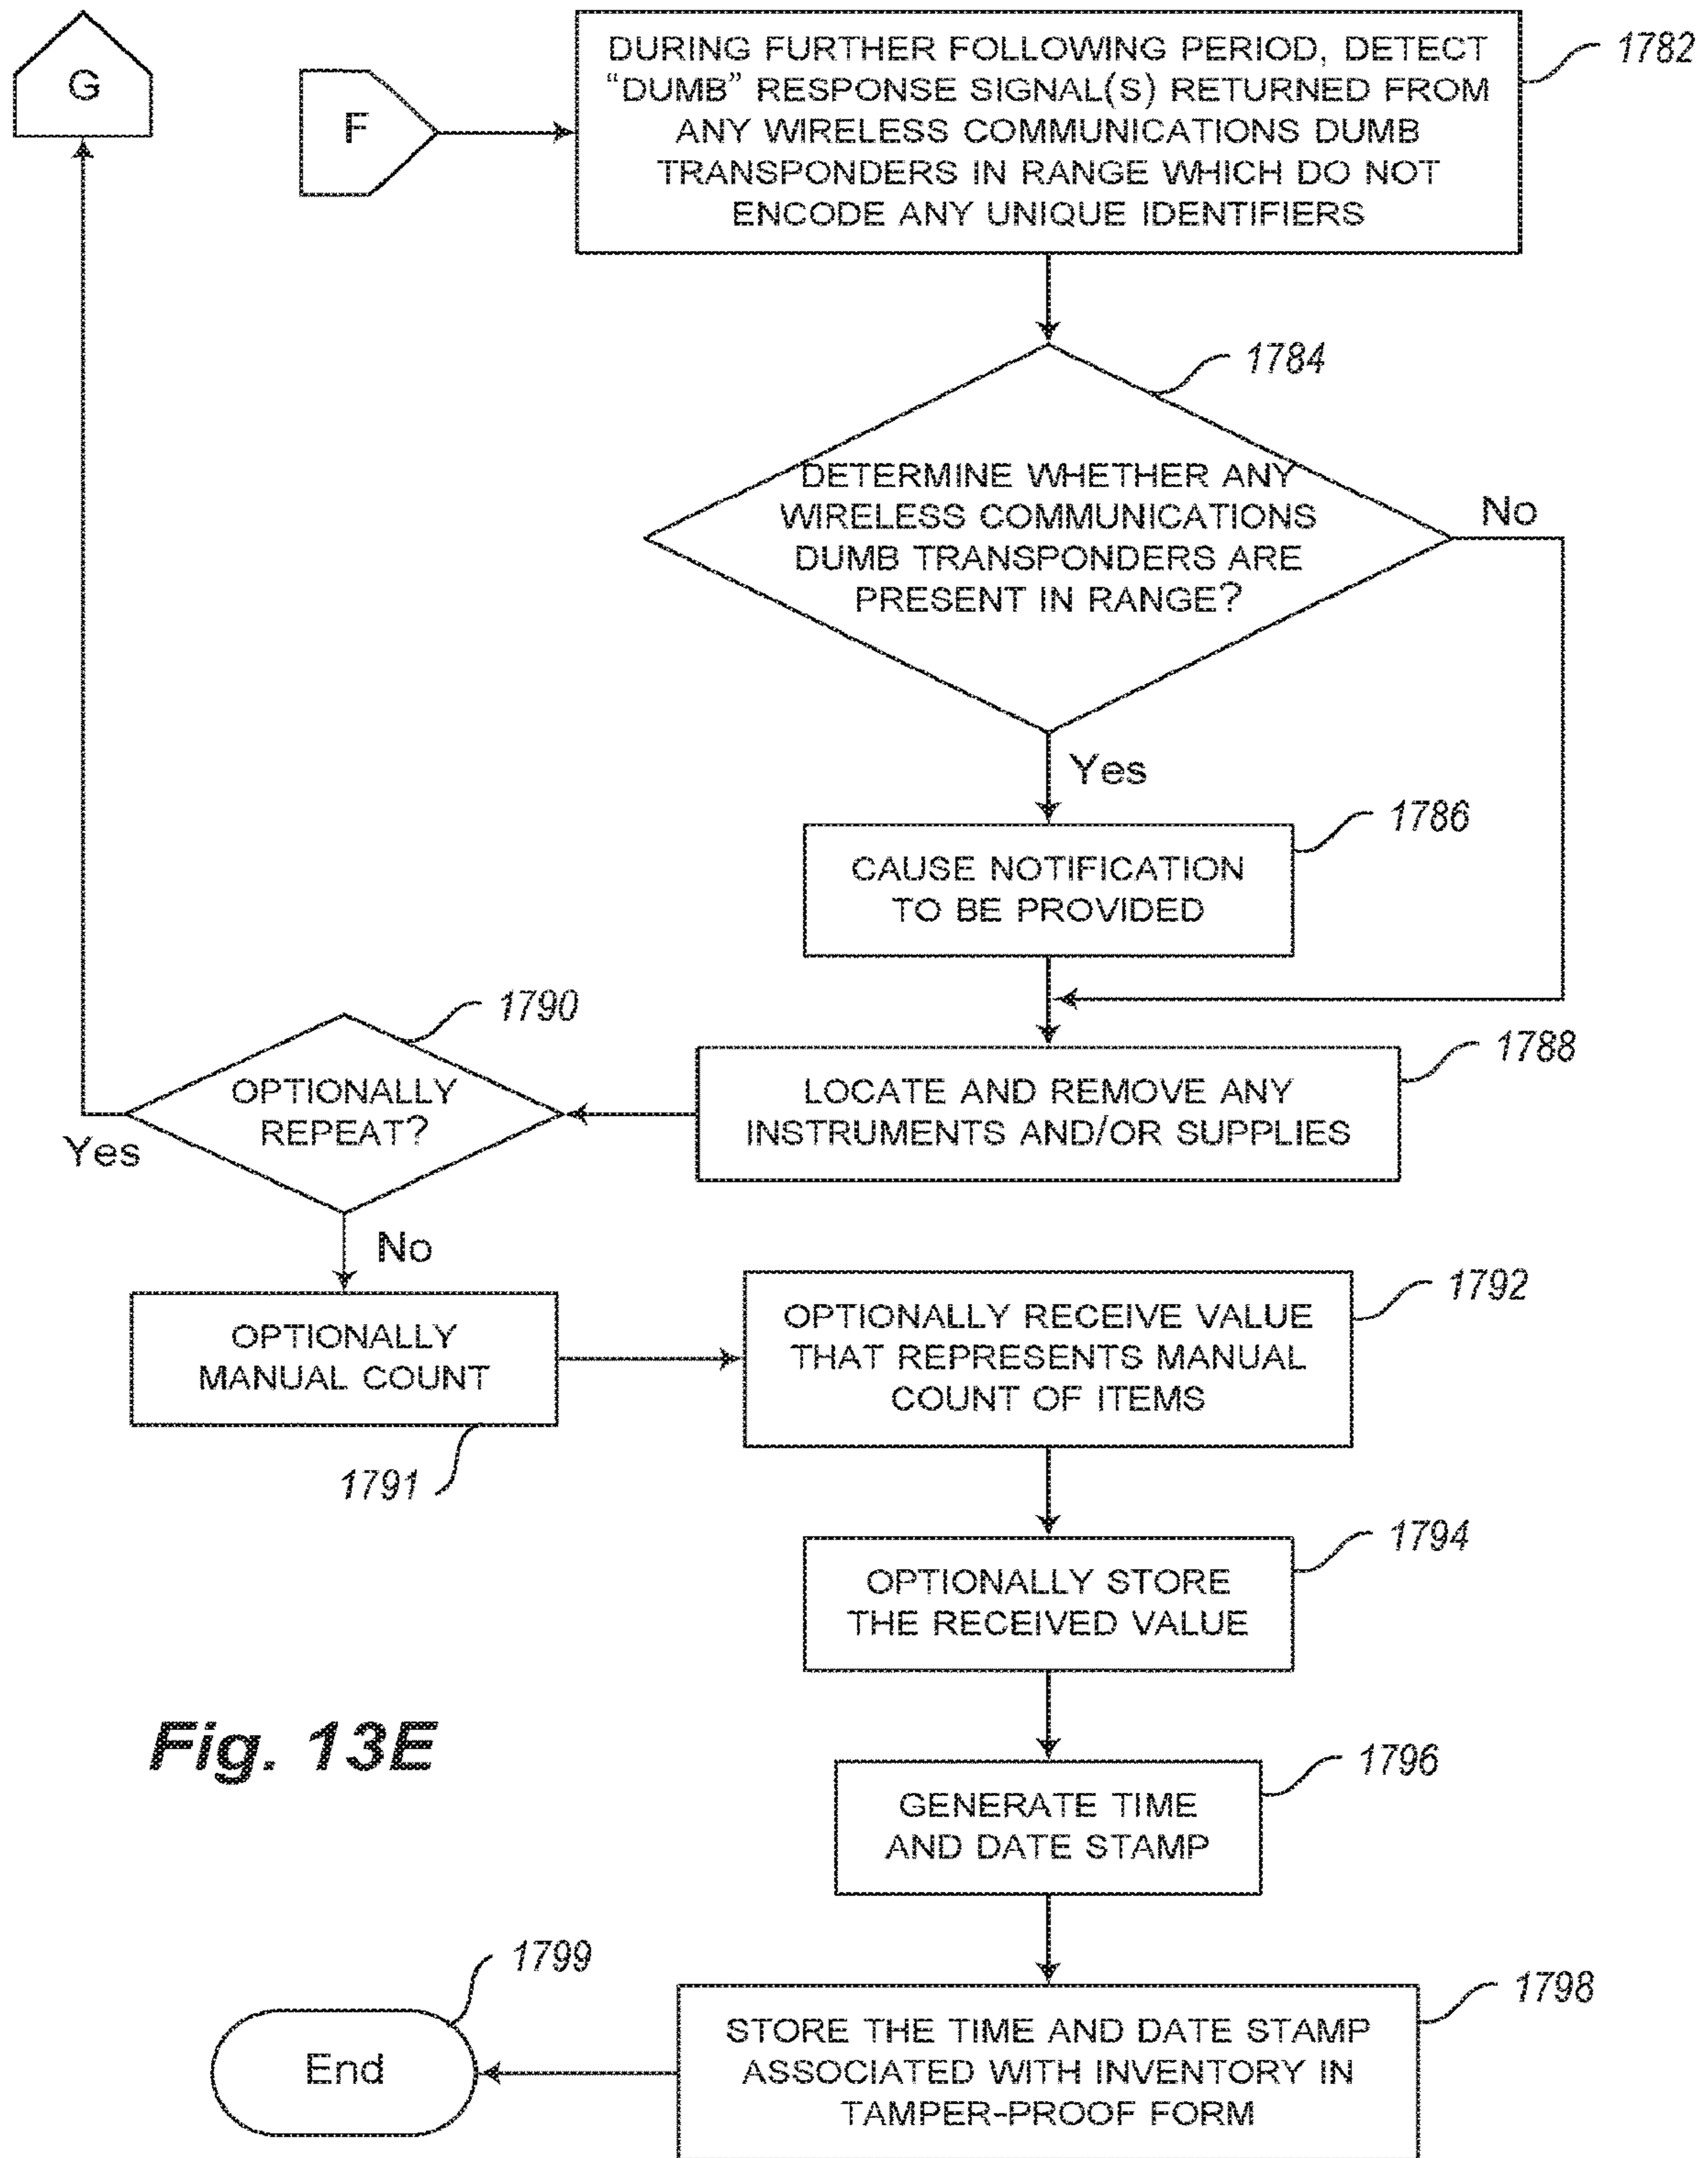 G
F
DURING FURTHER FOLLOWING PERIOD, DETECT
“DUMB” RESPONSE SIGNAL(S) RETURNED FROM
ANY WIRELESS COMMUNICATIONS DUMB
TRANSPONDERS IN RANGE WHICH DO NOT
ENCODE ANY UNIQUE IDENTIFIERS
1782
1784
DETERMINE WHETHER ANY
WIRELESS COMMUNICATIONS
DUMB TRANSPONDERS ARE
PRESENT IN RANGE?
No
Yes
1786
CAUSE NOTIFICATION
TO BE PROVIDED
1788
LOCATE AND REMOVE ANY
INSTRUMENTS AND/OR SUPPLIES
1790
OPTIONALLY
REPEAT?
Yes
No
OPTIONALLY
MANUAL COUNT
1791
1792
OPTIONALLY RECEIVE VALUE
THAT REPRESENTS MANUAL
COUNT OF ITEMS
1794
OPTIONALLY STORE
THE RECEIVED VALUE
Fig. 13E
1796
GENERATE TIME
AND DATE STAMP
1798
STORE THE TIME AND DATE STAMP
ASSOCIATED WITH INVENTORY IN
TAMPER-PROOF FORM
1799
End